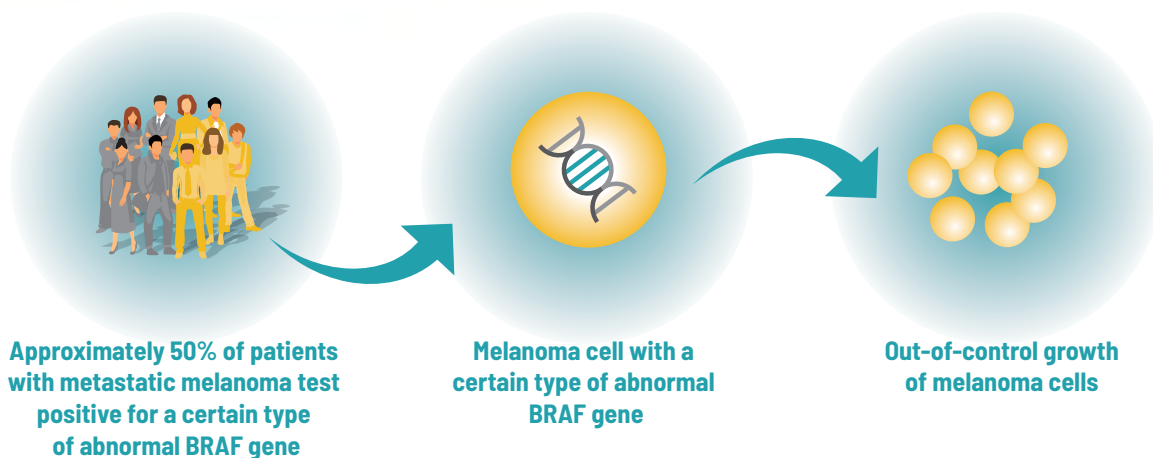 Approximately 50% of patients
with metastatic melanoma test
positive for a certain type
of abnormal BRAF gene
Melanoma cell with a
certain type of abnormal
BRAF gene
Out-of-control growth
of melanoma cells